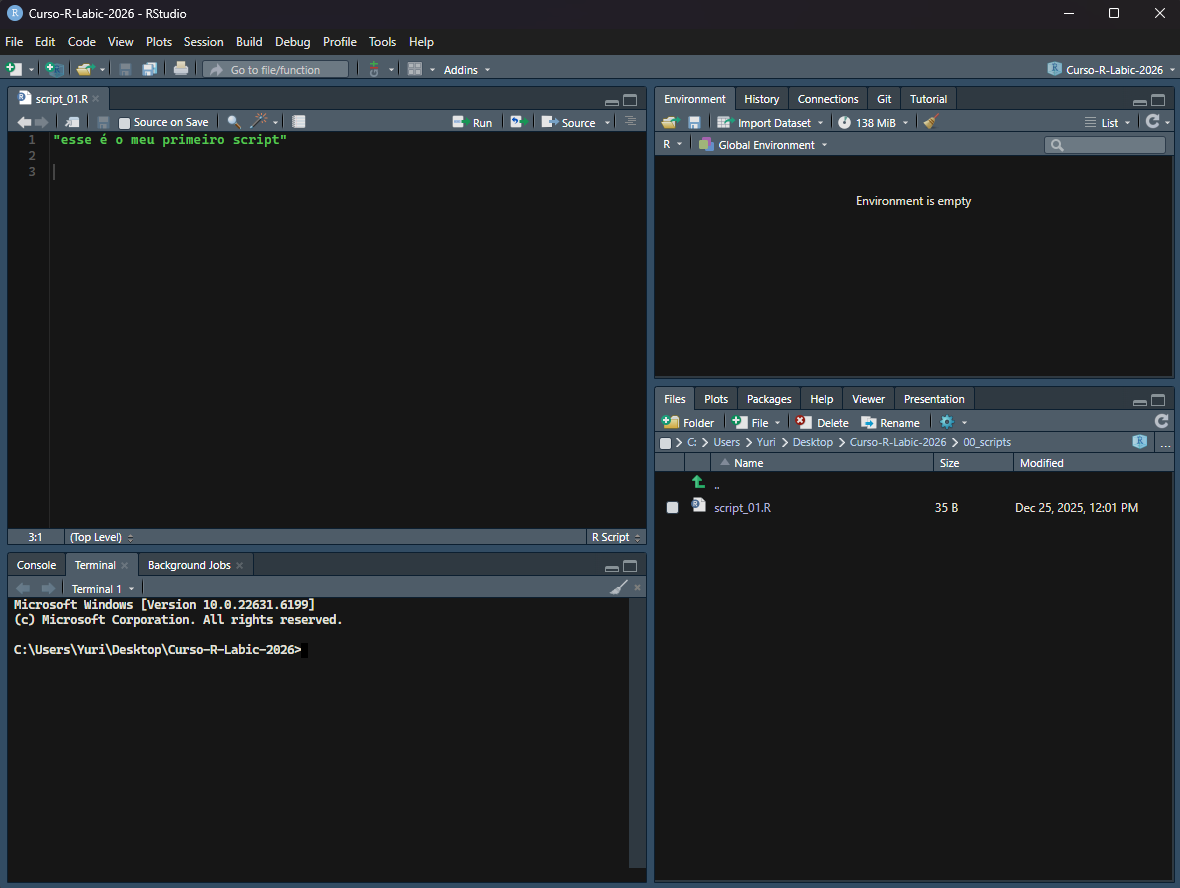 Curso-R-Labic-2026 - RStudio
File Edit Code View Plots Session Build Debug Profile Tools Help
Go to file/function Addins Curso-R-Labic-2026
script_01.R
Source on Save Run Source
1 "esse é o meu primeiro script"
2
3
3:1 (Top Level) R Script
Console Terminal Background Jobs
Terminal 1
Microsoft Windows [Version 10.0.22631.6199]
(c) Microsoft Corporation. All rights reserved.
C:\Users\Yuri\Desktop\Curso-R-Labic-2026>
Environment History Connections Git Tutorial
Import Dataset 138 MiB List
R Global Environment
Environment is empty
Files Plots Packages Help Viewer Presentation
Folder File Delete Rename
C: Users Yuri Desktop Curso-R-Labic-2026 00_scripts ...
Name Size Modified
..
script_01.R 35 B Dec 25, 2025, 12:01 PM